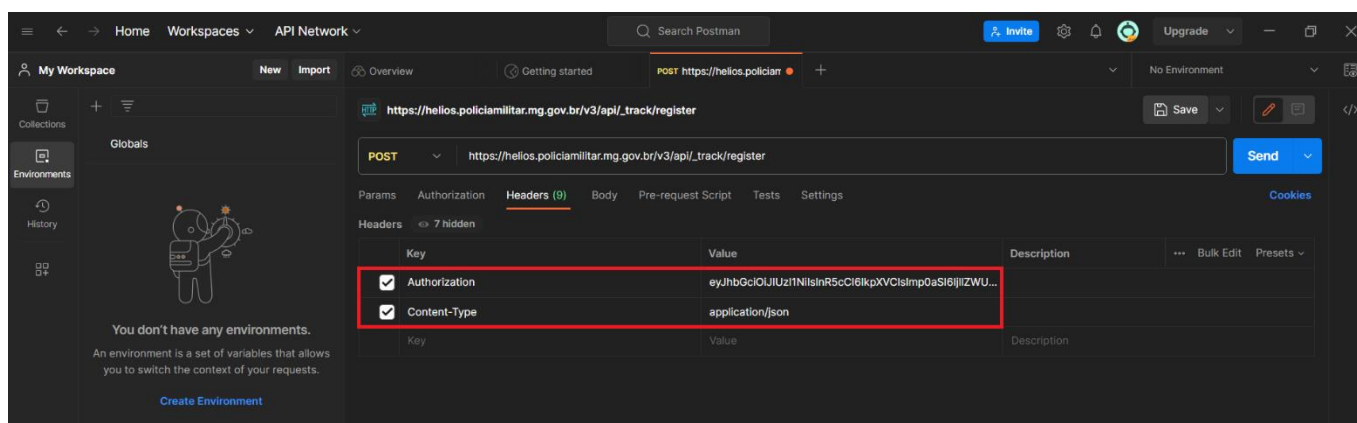 Home Workspaces API Network Search Postman Invite Upgrade
My Workspace New Import Overview Getting started POST https://helios.policiam No Environment
Collections
https://helios.policiamilitar.mg.gov.br/v3/api/_track/register Save
Globals
Environments
POST https://helios.policiamilitar.mg.gov.br/v3/api/_track/register Send
Params Authorization Headers (9) Body Pre-request Script Tests Settings Cookies
History
Headers 7 hidden
Key Value Description Bulk Edit Presets
Authorization
Content-Type application/json
Key Value Description
You don't have any environments.
An environment is a set of variables that allows
you to switch the context of your requests.
Create Environment